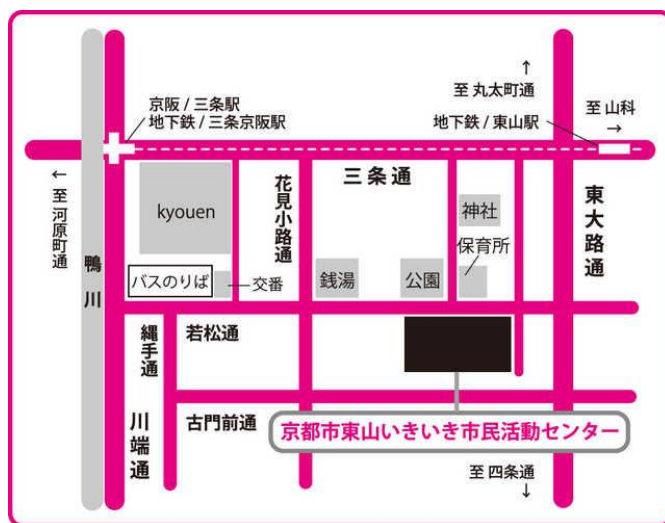 ↑
至 丸太町通
京阪 / 三条駅
地下鉄 / 三条京阪駅
地下鉄 / 東山駅
至 山科
→
←
至 河原町通
鴨川
kyouen
花見小路通
三条通
神社
保育所
東大路通
バスのりば
交番
銭湯
公園
縄手通
若松通
川端通
古門前通
京都市東山いきいき市民活動センター
至 四条通
↓